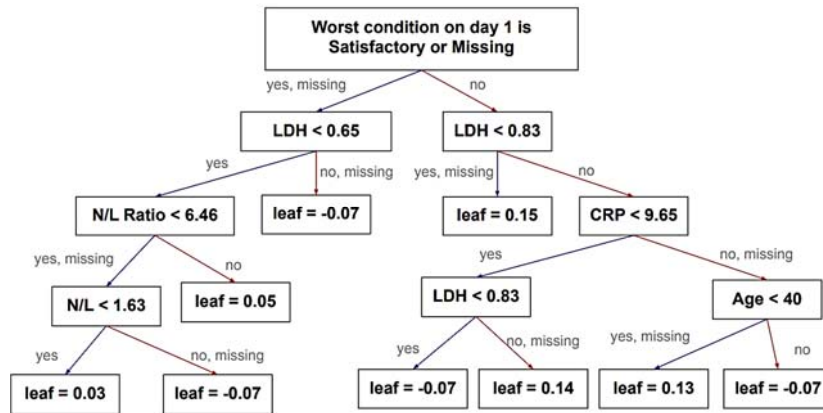 Worst condition on day 1 is
Satisfactory or Missing
yes, missing
no
LDH < 0.65
LDH < 0.83
yes
no, missing
yes, missing
no
N/L Ratio < 6.46
leaf = -0.07
leaf = 0.15
CRP < 9.65
yes, missing
no
yes
no, missing
N/L < 1.63
leaf = 0.05
LDH < 0.83
Age < 40
yes
no, missing
yes
no, missing
yes, missing
no
leaf = 0.03
leaf = -0.07
leaf = -0.07
leaf = 0.14
leaf = 0.13
leaf = -0.07